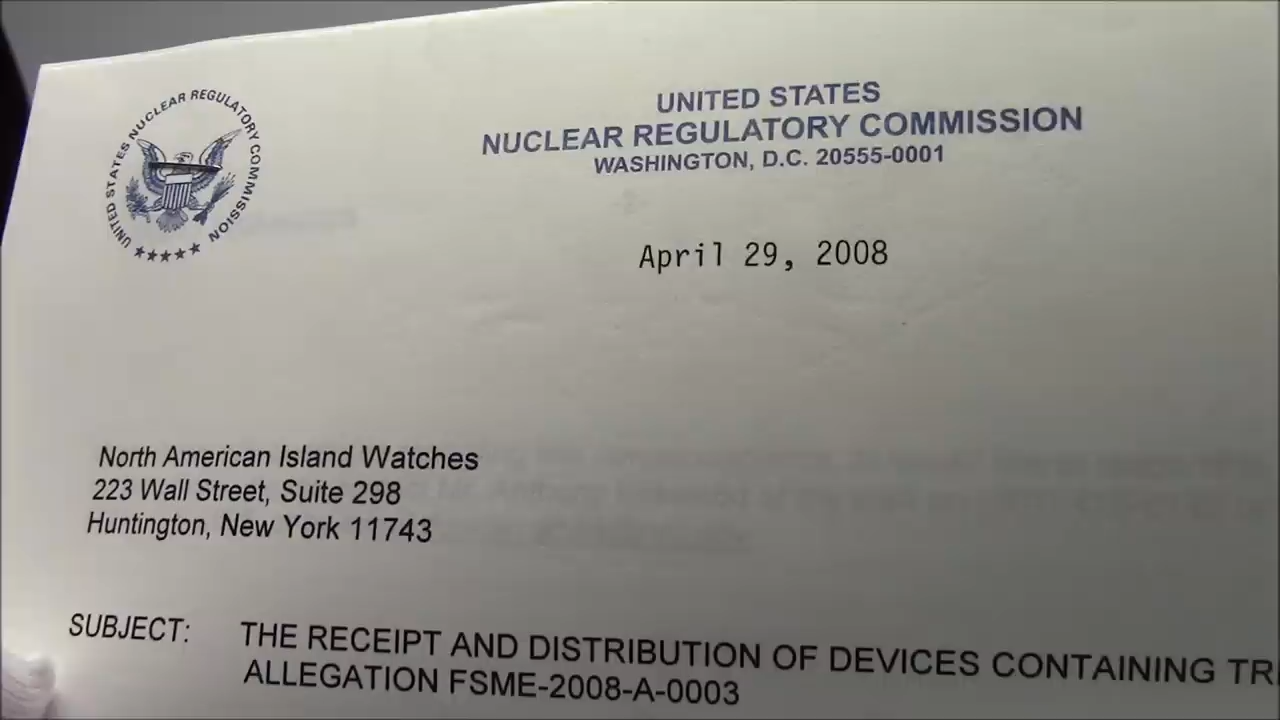 UNITED STATES NUCLEAR REGULATORY COMMISSION
★★★★★
UNITED STATES
NUCLEAR REGULATORY COMMISSION
WASHINGTON, D.C. 20555-0001
April 29, 2008
North American Island Watches
223 Wall Street, Suite 298
Huntington, New York 11743
SUBJECT: THE RECEIPT AND DISTRIBUTION OF DEVICES CONTAINING TR
ALLEGATION FSME-2008-A-0003